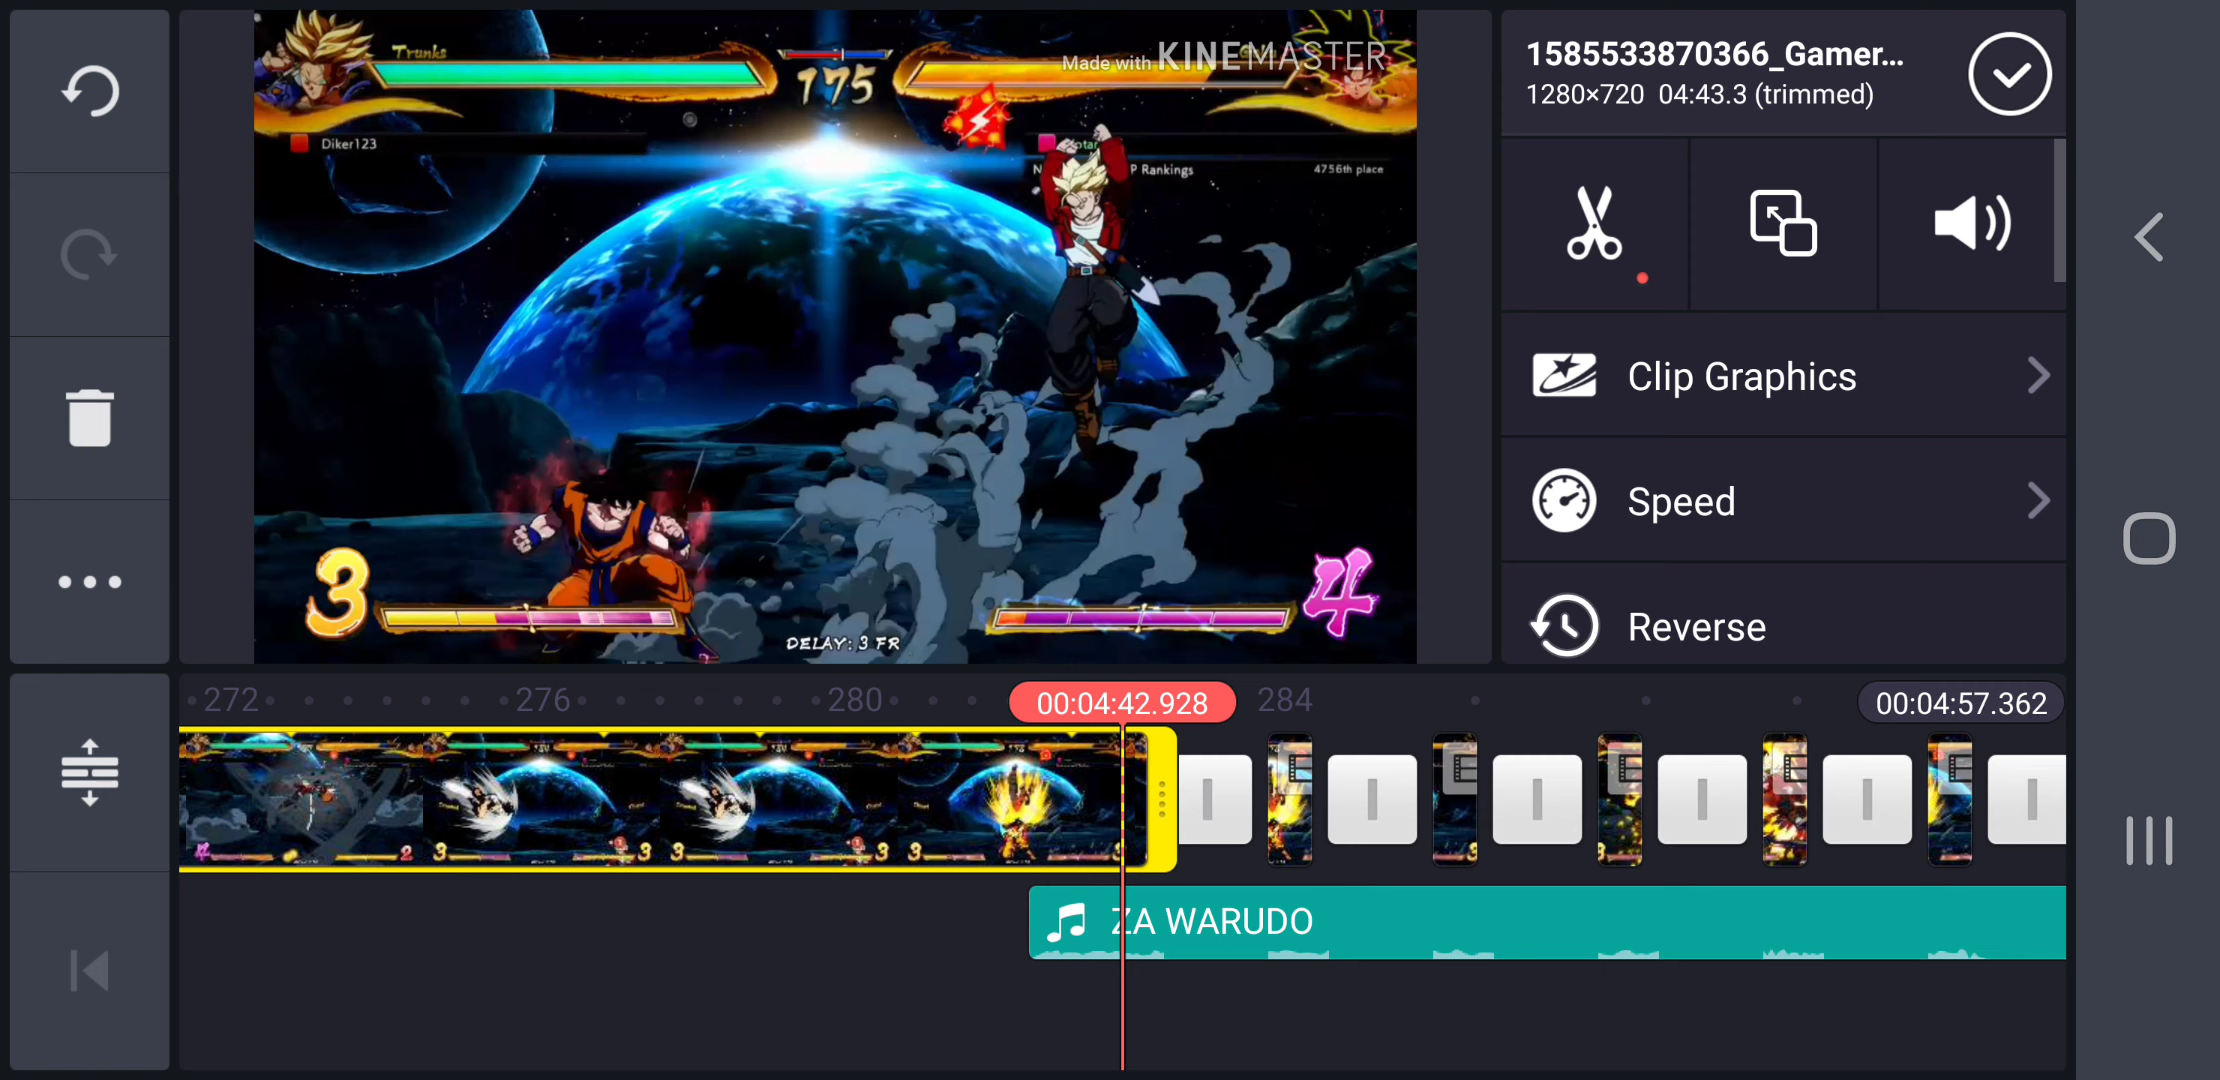 Trunks
175
Made with KINEMASTER
Diker123
P Rankings
4756th place
3
4
DELAY: 3 FR
1585533870366_Gamer...
1280×720 04:43.3 (trimmed)
Clip Graphics
Speed
Reverse
272
276
280
00:04:42.928
284
00:04:57.362
ZA WARUDO